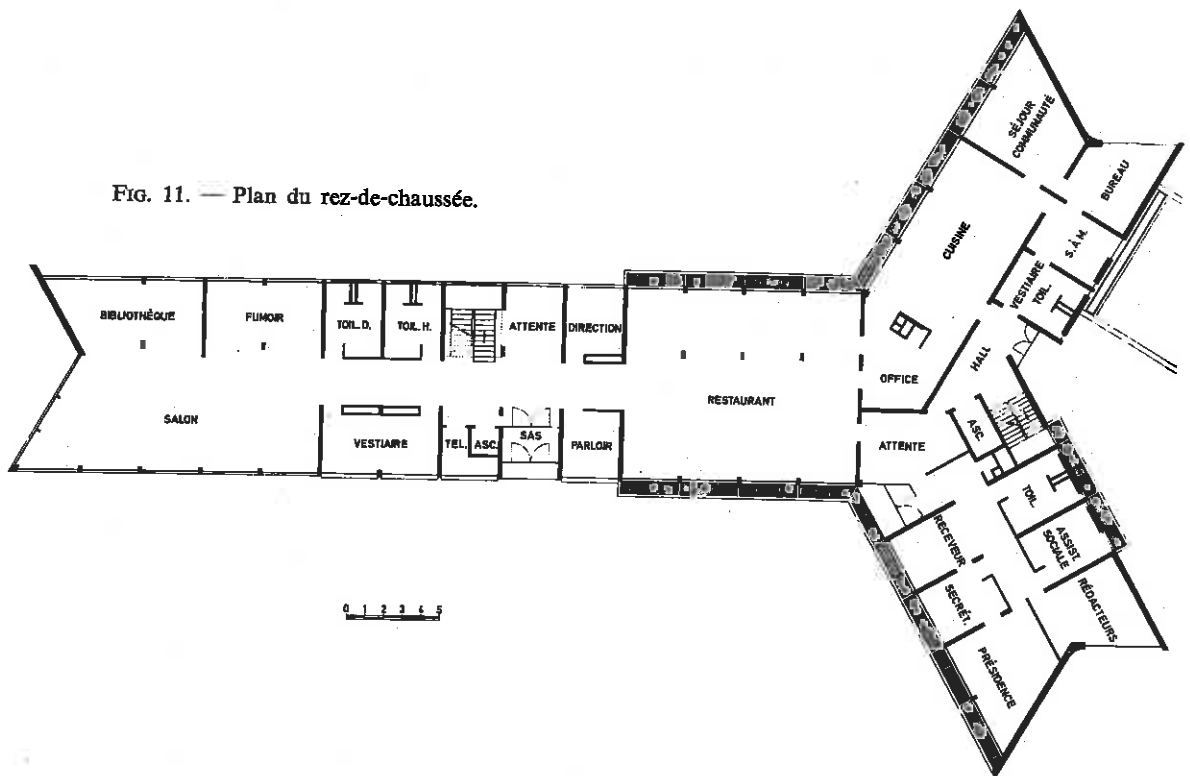 FIG. 11. — Plan du rez-de-chaussée.
BIBLIOTHÈQUE
FUMOIR
TOIL. D.
TOIL. H.
ATTENTE
DIRECTION
SALON
VESTIAIRE
TEL.
ASC.
SAS
PARLOIR
RESTAURANT
SÉJOUR
COMMUNAUTÉ
BUREAU
CUISINE
S. À M.
VESTIAIRE
TOIL.
HALL
OFFICE
ATTENTE
ASC.
TOIL.
RECEVEUR
ASSIST.
SOCIALE
SECRÉT.
RÉDACTEURS
PRÉSIDENCE
0 1 2 3 4 5